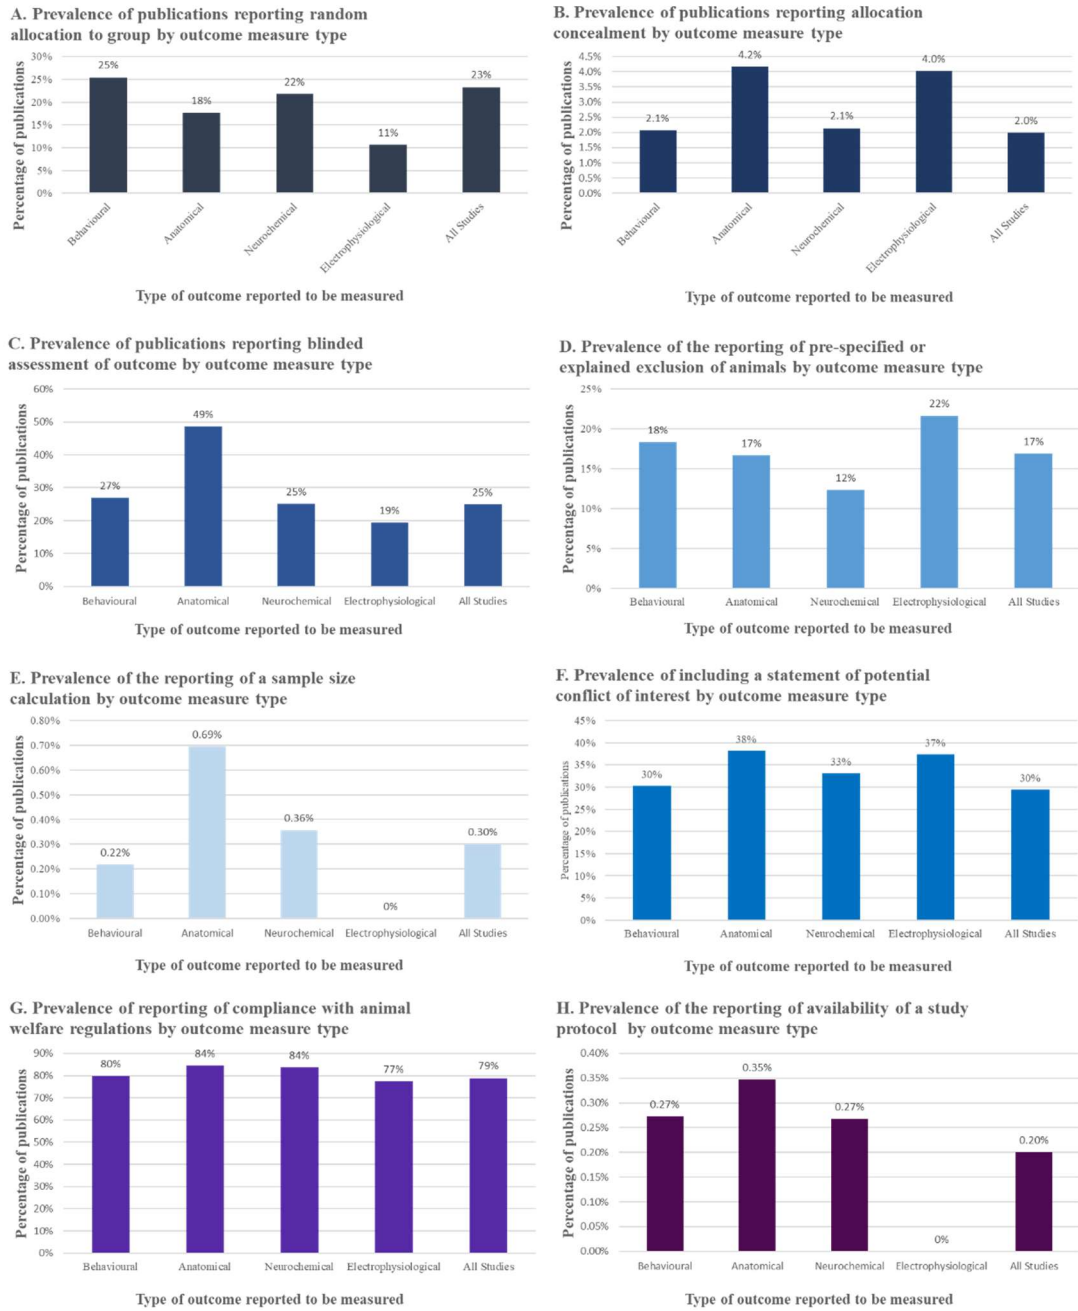 A. Prevalence of publications reporting random
allocation to group by outcome measure type
Percentage of publications
30%
25%
20%
15%
10%
5%
0%
25%
18%
22%
11%
23%
Behavioural
Anatomical
Neurochemical
Electrophysiological
All Studies
Type of outcome reported to be measured
B. Prevalence of publications reporting allocation
concealment by outcome measure type
Percentage of publications
4.5%
4.0%
3.5%
3.0%
2.5%
2.0%
1.5%
1.0%
0.5%
0.0%
2.1%
4.2%
2.1%
4.0%
2.0%
Behavioural
Anatomical
Neurochemical
Electrophysiological
All Studies
Type of outcome reported to be measured
C. Prevalence of publications reporting blinded
assessment of outcome by outcome measure type
Percentage of publications
60%
50%
40%
30%
20%
10%
0%
27%
49%
25%
19%
25%
Behavioural Anatomical Neurochemical Electrophysiological All Studies
Type of outcome reported to be measured
D. Prevalence of the reporting of pre-specified or
explained exclusion of animals by outcome measure type
Percentage of publications
25%
20%
15%
10%
5%
0%
18%
17%
12%
22%
17%
Behavioural Anatomical Neurochemical Electrophysiological All Studies
Type of outcome reported to be measured
E. Prevalence of the reporting of a sample size
calculation by outcome measure type
Percentage of publications
0.80%
0.70%
0.60%
0.50%
0.40%
0.30%
0.20%
0.10%
0.00%
0.22%
0.69%
0.36%
0%
0.30%
Behavioural Anatomical Neurochemical Electrophysiological All Studies
Type of outcome reported to be measured
F. Prevalence of including a statement of potential
conflict of interest by outcome measure type
Percentage of publications
45%
40%
35%
30%
25%
20%
15%
10%
5%
0%
30%
38%
33%
37%
30%
Behavioural Anatomical Neurochemical Electrophysiological All Studies
Type of outcome reported to be measured
G. Prevalence of reporting of compliance with animal
welfare regulations by outcome measure type
Percentage of publications
90%
80%
70%
60%
50%
40%
30%
20%
10%
0%
80%
84%
84%
77%
79%
Behavioural Anatomical Neurochemical Electrophysiological All Studies
Type of outcome reported to be measured
H. Prevalence of the reporting of availability of a study
protocol by outcome measure type
Percentage of publications
0.40%
0.35%
0.30%
0.25%
0.20%
0.15%
0.10%
0.05%
0.00%
0.27%
0.35%
0.27%
0%
0.20%
Behavioural Anatomical Neurochemical Electrophysiological All Studies
Type of outcome reported to be measured